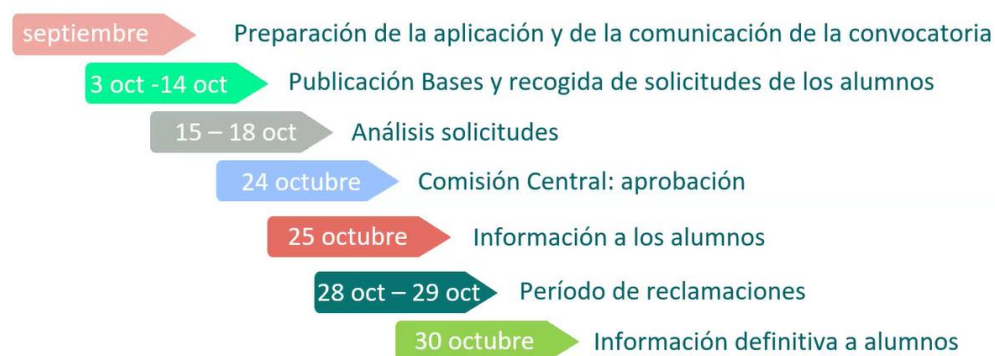 septiembre Preparación de la aplicación y de la comunicación de la convocatoria
3 oct -14 oct Publicación Bases y recogida de solicitudes de los alumnos
15 – 18 oct Análisis solicitudes
24 octubre Comisión Central: aprobación
25 octubre Información a los alumnos
28 oct – 29 oct Período de reclamaciones
30 octubre Información definitiva a alumnos